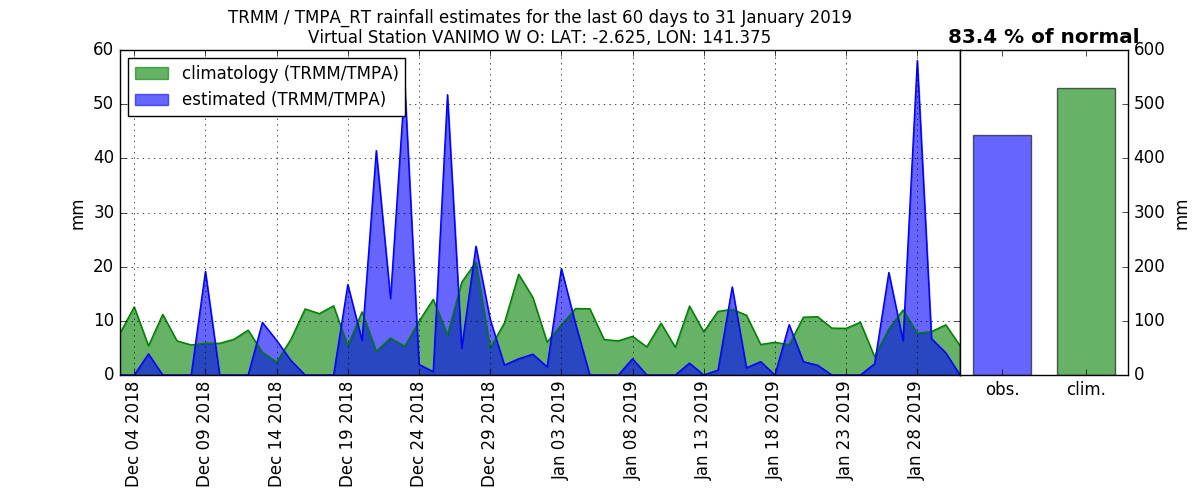 TRMM / TMPA_RT rainfall estimates for the last 60 days to 31 January 2019
Virtual Station VANIMO W O: LAT: -2.625, LON: 141.375
83.4 % of normal
climatology (TRMM/TMPA)
estimated (TRMM/TMPA)
60
50
40
30
20
10
0
mm
Dec 04 2018
Dec 09 2018
Dec 14 2018
Dec 19 2018
Dec 24 2018
Dec 29 2018
Jan 03 2019
Jan 08 2019
Jan 13 2019
Jan 18 2019
Jan 23 2019
Jan 28 2019
obs.
clim.
600
500
400
300
200
100
0
mm